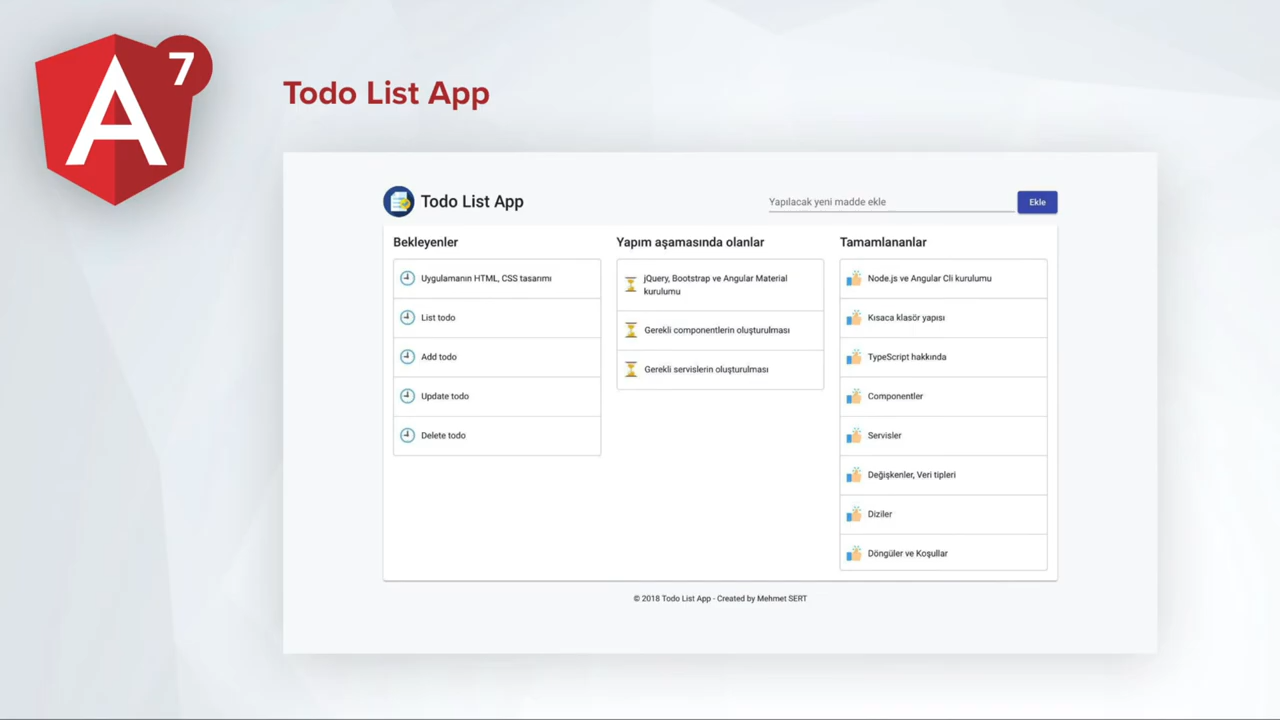 A 7
Todo List App
Todo List App
Yapılacak yeni madde ekle
Ekle
Bekleyenler
Uygulamanın HTML, CSS tasarımı
List todo
Add todo
Update todo
Delete todo
Yapım aşamasında olanlar
jQuery, Bootstrap ve Angular Material
kurulumu
Gerekli componentlerin oluşturulması
Gerekli servislerin oluşturulması
Tamamlananlar
Node.js ve Angular Cli kurulumu
Kısaca klasör yapısı
TypeScript hakkında
Componentler
Servisler
Değişkenler, Veri tipleri
Diziler
Döngüler ve Koşullar
© 2018 Todo List App - Created by Mehmet SERT